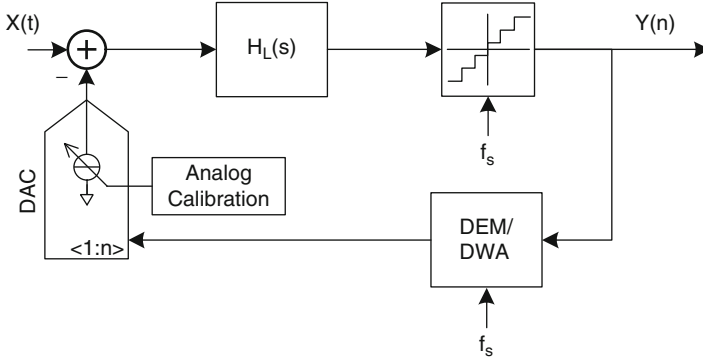 X(t)
+
−
H_L(s)
Y(n)
f_s
DAC
<1:n>
Analog
Calibration
DEM/
DWA
f_s